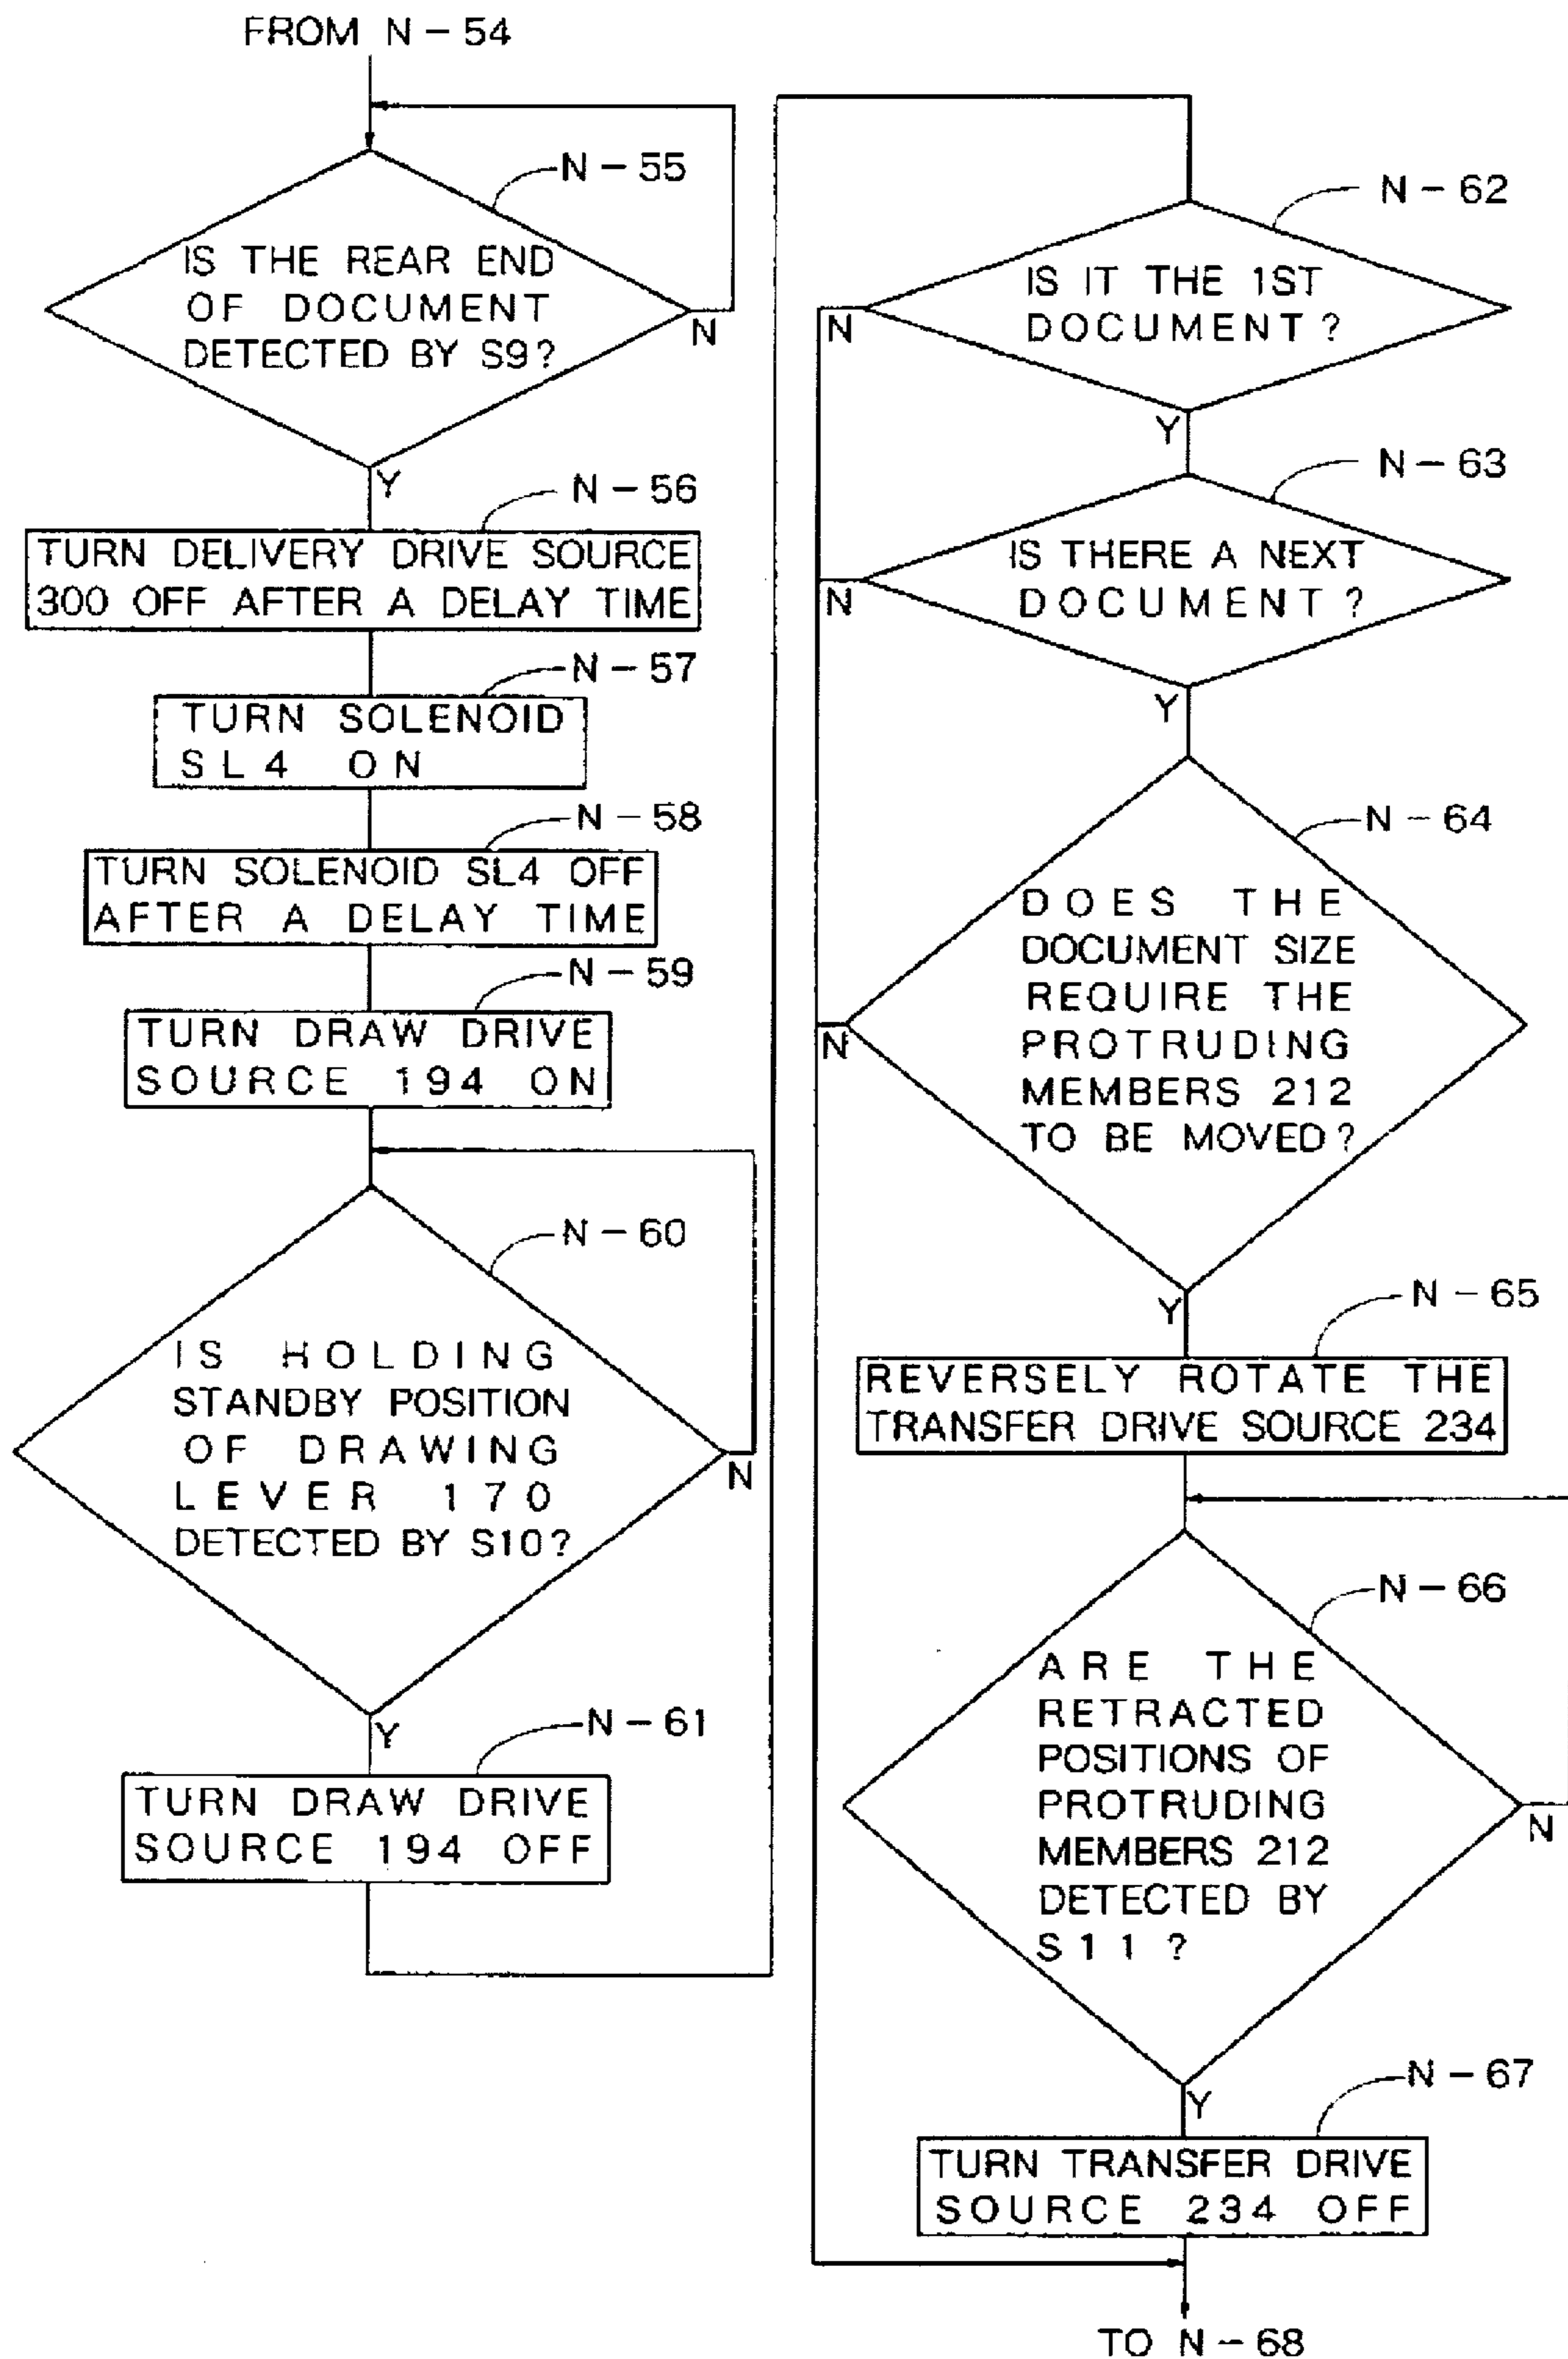 FROM N-54
N-55
IS THE REAR END
OF DOCUMENT
DETECTED BY S9?
N
Y
N-56
TURN DELIVERY DRIVE SOURCE
300 OFF AFTER A DELAY TIME
N-57
TURN SOLENOID
SL4 ON
N-58
TURN SOLENOID SL4 OFF
AFTER A DELAY TIME
N-59
TURN DRAW DRIVE
SOURCE 194 ON
N-60
IS HOLDING
STANDBY POSITION
OF DRAWING
LEVER 170
DETECTED BY S10?
N
Y
N-61
TURN DRAW DRIVE
SOURCE 194 OFF
N-62
IS IT THE 1ST
DOCUMENT?
N
Y
N-63
IS THERE A NEXT
DOCUMENT?
N
Y
N-64
DOES THE
DOCUMENT SIZE
REQUIRE THE
PROTRUDING
MEMBERS 212
TO BE MOVED?
N
Y
N-65
REVERSELY ROTATE THE
TRANSFER DRIVE SOURCE 234
N-66
ARE THE
RETRACTED
POSITIONS OF
PROTRUDING
MEMBERS 212
DETECTED BY
S11?
N
Y
N-67
TURN TRANSFER DRIVE
SOURCE 234 OFF
TO N-68